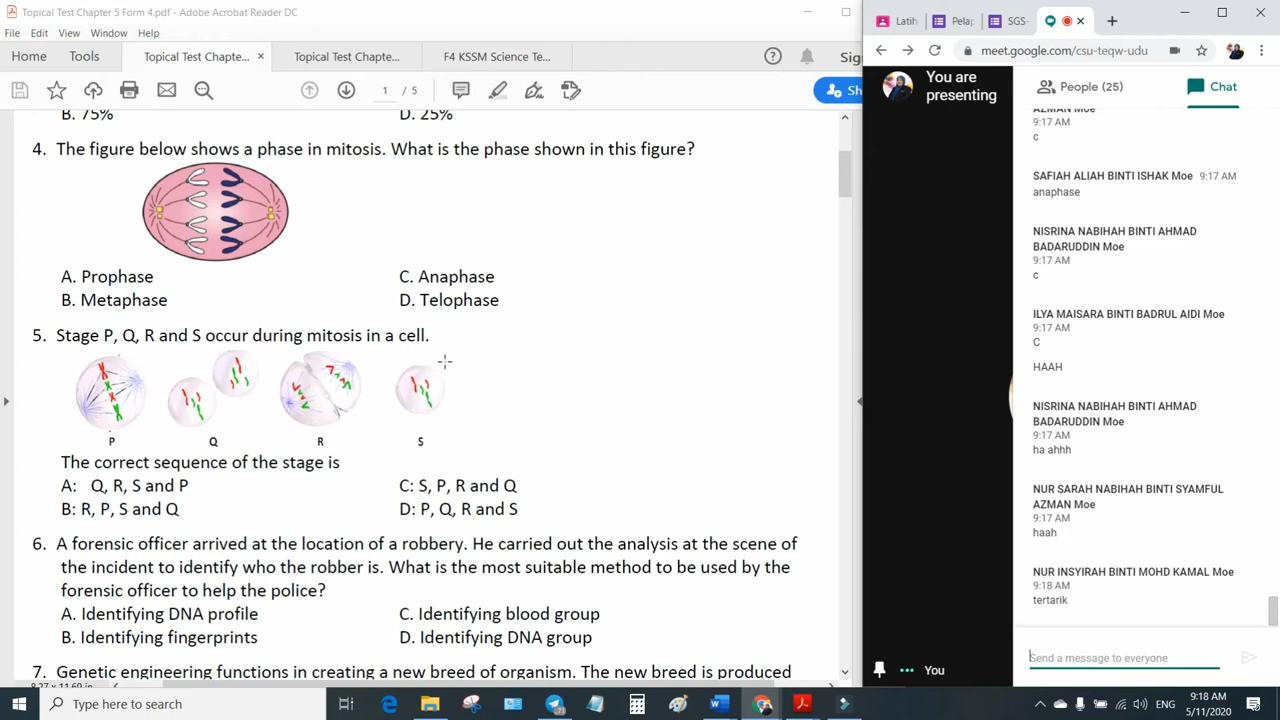 Topical Test Chapter 5 Form 4.pdf - Adobe Acrobat Reader DC
File Edit View Window Help
Home Tools Topical Test Chapte... × Topical Test Chapte... F4 KSSM Science Te...
1 / 5
B. 75% D. 25%
4. The figure below shows a phase in mitosis. What is the phase shown in this figure?
A. Prophase C. Anaphase
B. Metaphase D. Telophase
5. Stage P, Q, R and S occur during mitosis in a cell.
P Q R S
The correct sequence of the stage is
A: Q, R, S and P C: S, P, R and Q
B: R, P, S and Q D: P, Q, R and S
6. A forensic officer arrived at the location of a robbery. He carried out the analysis at the scene of
the incident to identify who the robber is. What is the most suitable method to be used by the
forensic officer to help the police?
A. Identifying DNA profile C. Identifying blood group
B. Identifying fingerprints D. Identifying DNA group
7. Genetic engineering functions in creating a new breed of organism. The new breed is produced
8.27 x 11.69 in
Latih Pelap SGS-
meet.google.com/csu-teqw-udu
You are
presenting
People (25) Chat
AZMAN Moe
9:17 AM
c
SAFIAH ALIAH BINTI ISHAK Moe 9:17 AM
anaphase
NISRINA NABIHAH BINTI AHMAD
BADARUDDIN Moe
9:17 AM
c
ILYA MAISARA BINTI BADRUL AIDI Moe
9:17 AM
C
HAAH
NISRINA NABIHAH BINTI AHMAD
BADARUDDIN Moe
9:17 AM
ha ahhh
NUR SARAH NABIHAH BINTI SYAMFUL
AZMAN Moe
9:17 AM
haah
NUR INSYIRAH BINTI MOHD KAMAL Moe
9:18 AM
tertarik
Send a message to everyone
You
Type here to search
ENG
9:18 AM
5/11/2020